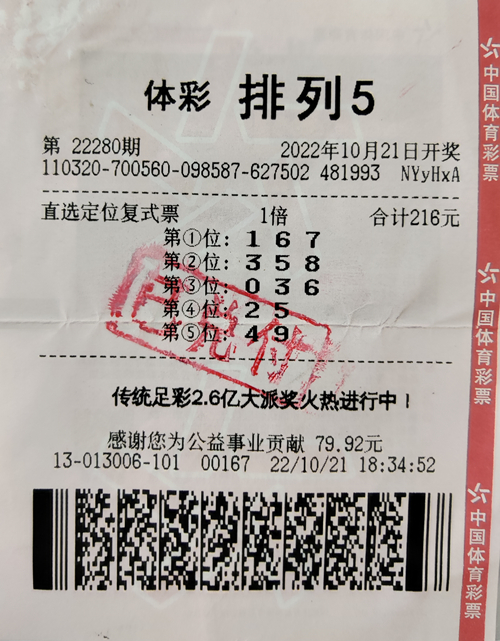 体彩 排列5
第 22280期 2022年10月21日开奖
110320-700560-098587-627502 481993 NYyHxA
直选定位复式票 1倍 合计216元
第①位: 1 6 7
第②位: 3 5 8
第③位: 0 3 6
第④位: 2 5
第⑤位: 4 9
已兑付
传统足彩2.6亿大派奖火热进行中!
感谢您为公益事业贡献 79.92元
13-013006-101 00167 22/10/21 18:34:52
中国体育彩票
中国体育彩票
中国体育彩票